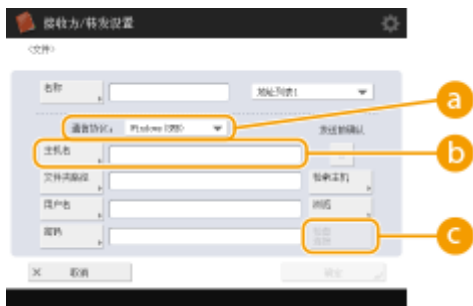 接收方/转发设置
<文件>
名称
地址列表1
a
通信协议：
Windows (SMB)
发送前确认
主机名
b
文件夹路径
检索主机
用户名
浏览
密码
c
× 取消
确定